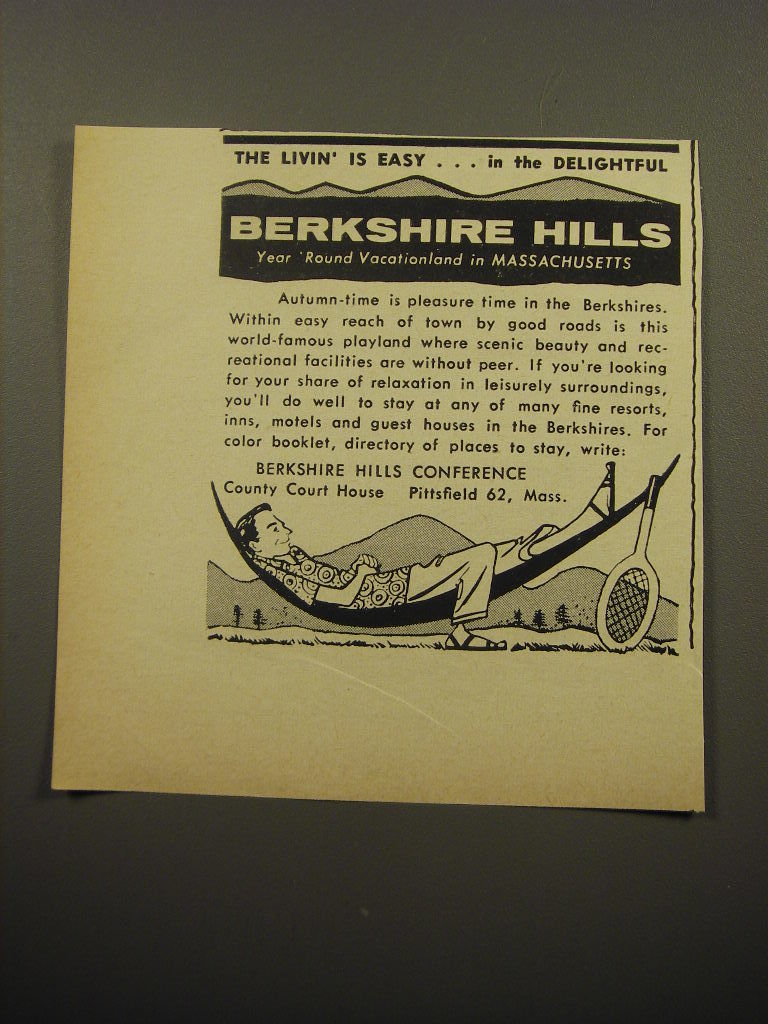 THE LIVIN' IS EASY . . . in the DELIGHTFUL
BERKSHIRE HILLS
Year 'Round Vacationland in MASSACHUSETTS
Autumn-time is pleasure time in the Berkshires.
Within easy reach of town by good roads is this
world-famous playland where scenic beauty and rec-
reational facilities are without peer. If you're looking
for your share of relaxation in leisurely surroundings,
you'll do well to stay at any of many fine resorts,
inns, motels and guest houses in the Berkshires. For
color booklet, directory of places to stay, write:
BERKSHIRE HILLS CONFERENCE
County Court House Pittsfield 62, Mass.